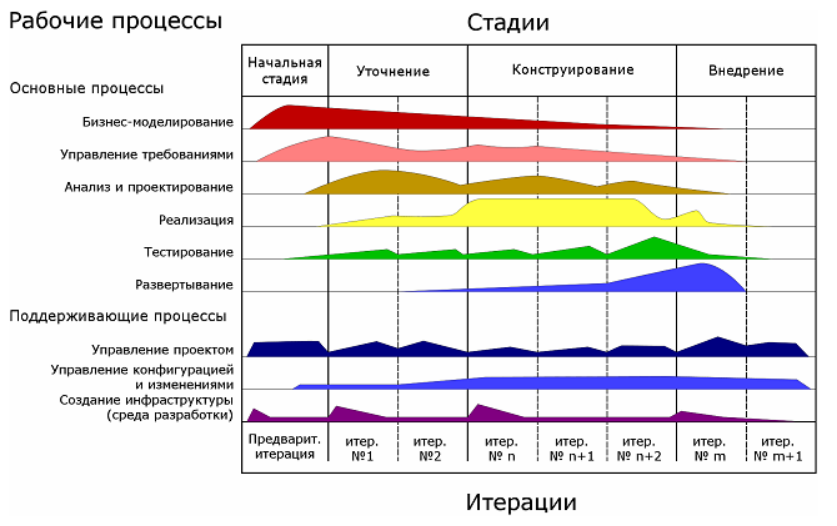 Рабочие процессы
Стадии
Начальная
стадия
Уточнение
Конструирование
Внедрение
Основные процессы
Бизнес-моделирование
Управление требованиями
Анализ и проектирование
Реализация
Тестирование
Развертывание
Поддерживающие процессы
Управление проектом
Управление конфигурацией
и изменениями
Создание инфраструктуры
(среда разработки)
Предварит.
итерация
итер.
№1
итер.
№2
итер.
№ n
итер.
№ n+1
итер.
№ n+2
итер.
№ m
итер.
№ m+1
Итерации